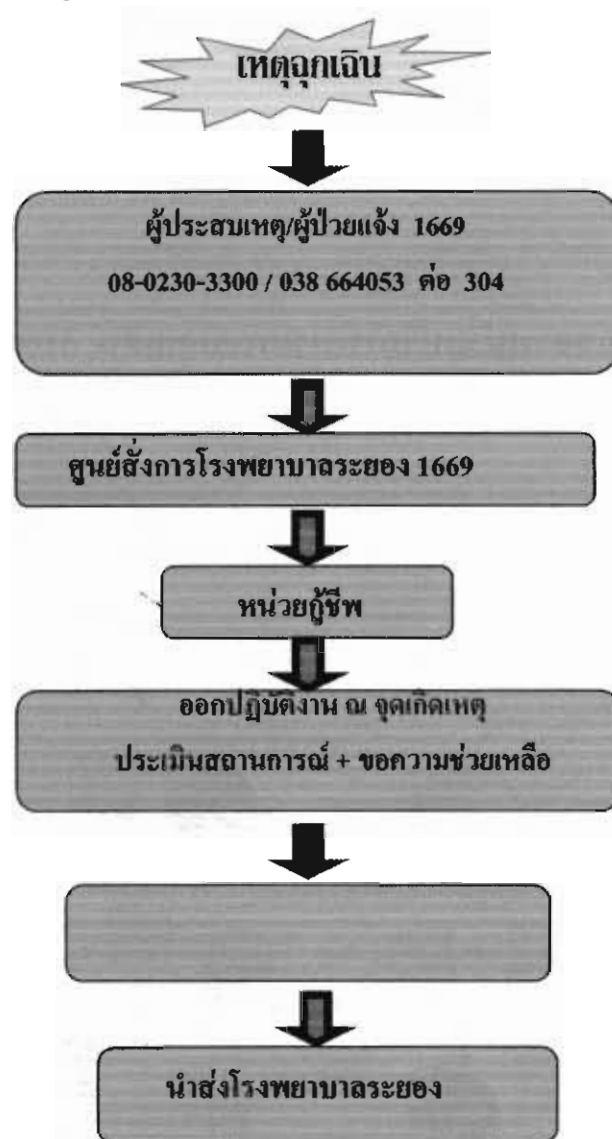 เหตุฉุกเฉิน
ผู้ประสบเหตุ/ผู้ป่วยแจ้ง 1669
08-0230-3300 / 038 664053 ต่อ 304
ศูนย์สั่งการโรงพยาบาลระยอง 1669
หน่วยกู้ชีพ
ออกปฏิบัติงาน ณ จุดเกิดเหตุ
ประเมินสถานการณ์ + ขอความช่วยเหลือ
นำส่งโรงพยาบาลระยอง